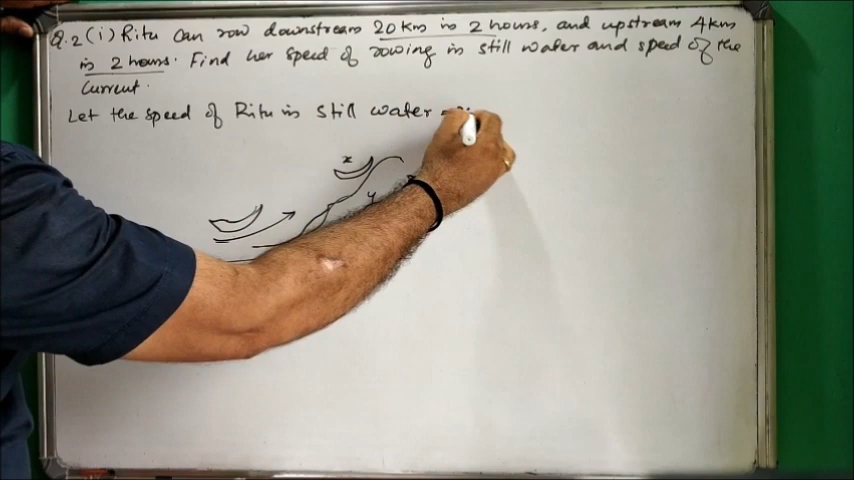 Q.2 (i) Ritu can row downstream 20 km in 2 hours, and upstream 4 km
in 2 hours. Find her speed of rowing in still water and speed of the
current.
Let the speed of Ritu in still water
x
y